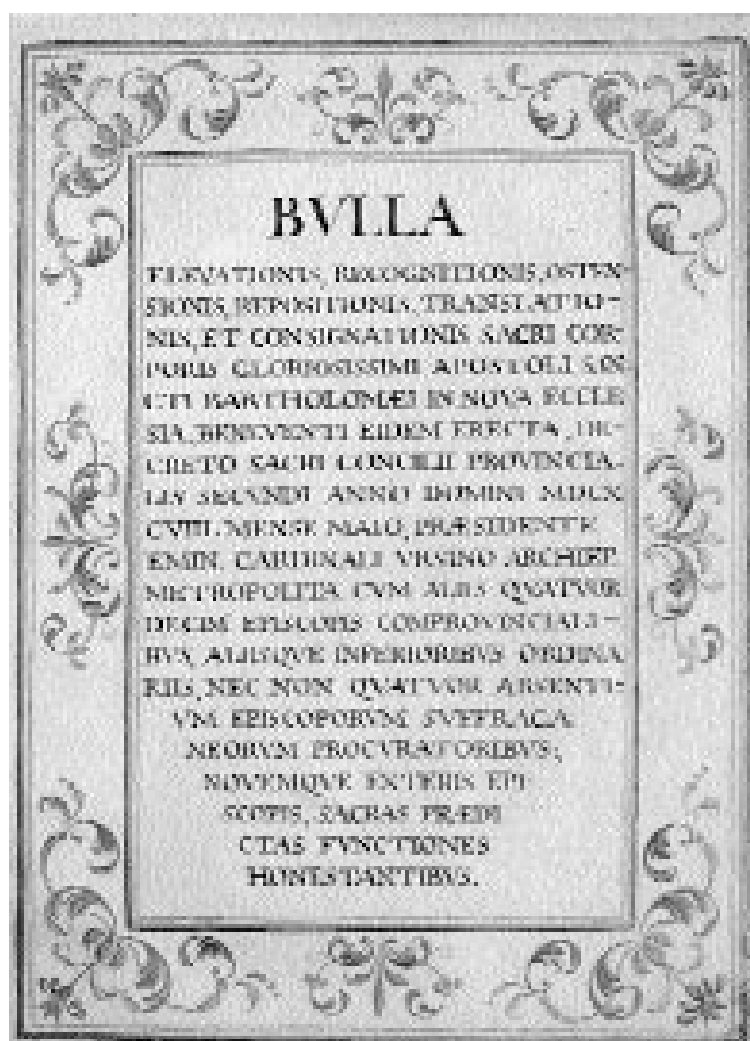 BVLLA
ELEVATIONIS, RECOGNITIONIS, OSTEN-
SIONIS, REPOSITIONIS, TRANSLATIO-
NIS, ET CONSIGNATIONIS SACRI COR-
PORIS GLORIOSISSIMI APOSTOLI SAN-
CTI BARTHOLOMÆI IN NOVA ECCLE
SIA, BENEVENTI EIDEM ERECTA, DE-
CRETO SACRI CONCILII PROVINCIA-
LIS SECVNDI ANNO DOMINI MDCX
CVIII. MENSE MAIO, PRÆSIDENTE
EMIN. CARDINALI VRSINO ARCHIEP.
METROPOLITA CVM ALIIS QVATVOR
DECIM EPISCOPIS COMPROVINCIALI-
BVS, ALIISQVE INFERIORIBVS ORDINA
RIIS, NEC NON QVATVOR ABSENTI-
VM EPISCOPORVM SVFFRAGA
NEORVM PROCVRATORIBVS;
NOVEMQVE EXTERIS EPI
SCOPIS, SACRAS PRÆDI
CTAS FVNCTIONES
HONESTANTIBVS.